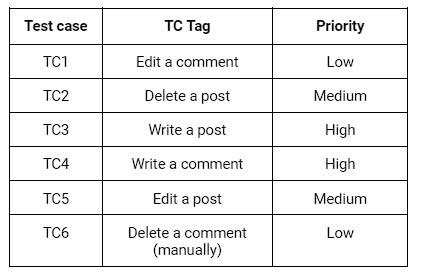 Test case TC Tag Priority
TC1 Edit a comment Low
TC2 Delete a post Medium
TC3 Write a post High
TC4 Write a comment High
TC5 Edit a post Medium
TC6 Delete a comment Low
(manually)